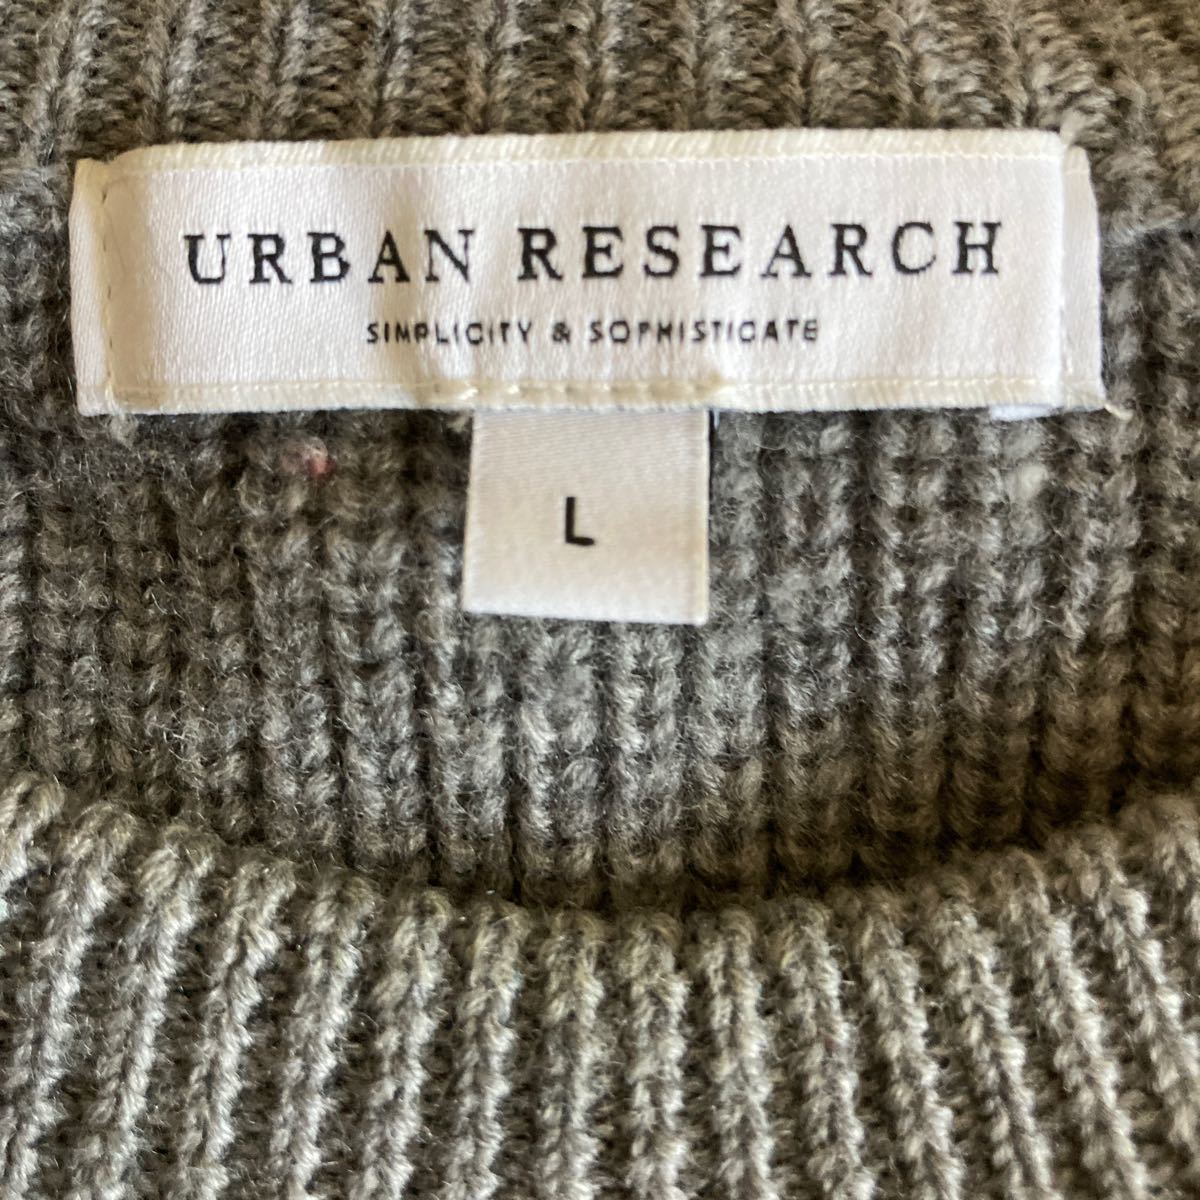 URBAN RESEARCH
SIMPLICITY & SOPHISTICATE
L